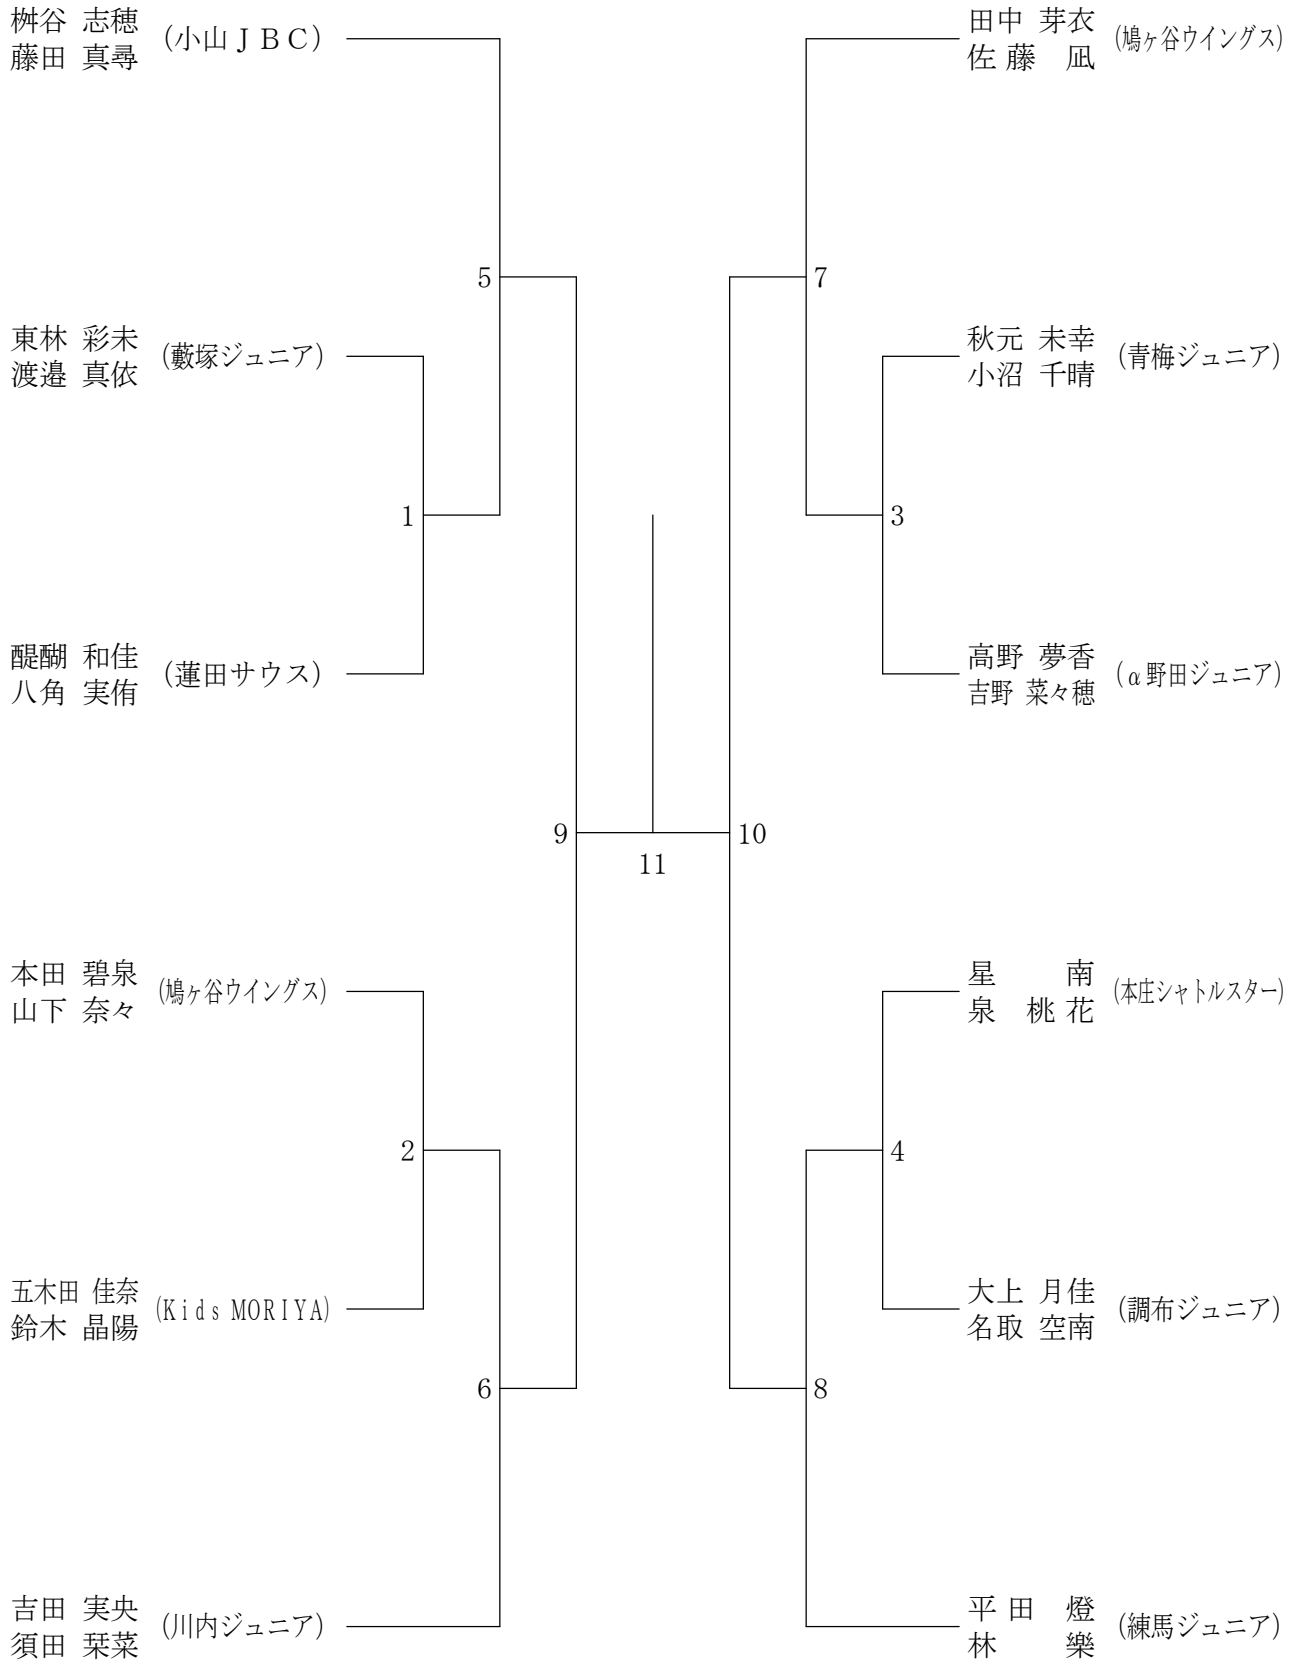 桝谷 志穂
藤田 真尋
(小山ＪＢＣ)
5
東林 彩未
渡邉 真依
(藪塚ジュニア)
1
醍醐 和佳
八角 実侑
(蓮田サウス)
9
本田 碧泉
山下 奈々
(鳩ヶ谷ウイングス)
2
五木田 佳奈
鈴木 晶陽
(Kids MORIYA)
6
吉田 実央
須田 栞菜
(川内ジュニア)
11
田中 芽衣
佐藤 凪
(鳩ヶ谷ウイングス)
7
秋元 未幸
小沼 千晴
(青梅ジュニア)
3
高野 夢香
吉野 菜々穂
(α野田ジュニア)
10
星 南
泉 桃花
(本庄シャトルスター)
4
大上 月佳
名取 空南
(調布ジュニア)
8
平田 燈
林 樂
(練馬ジュニア)